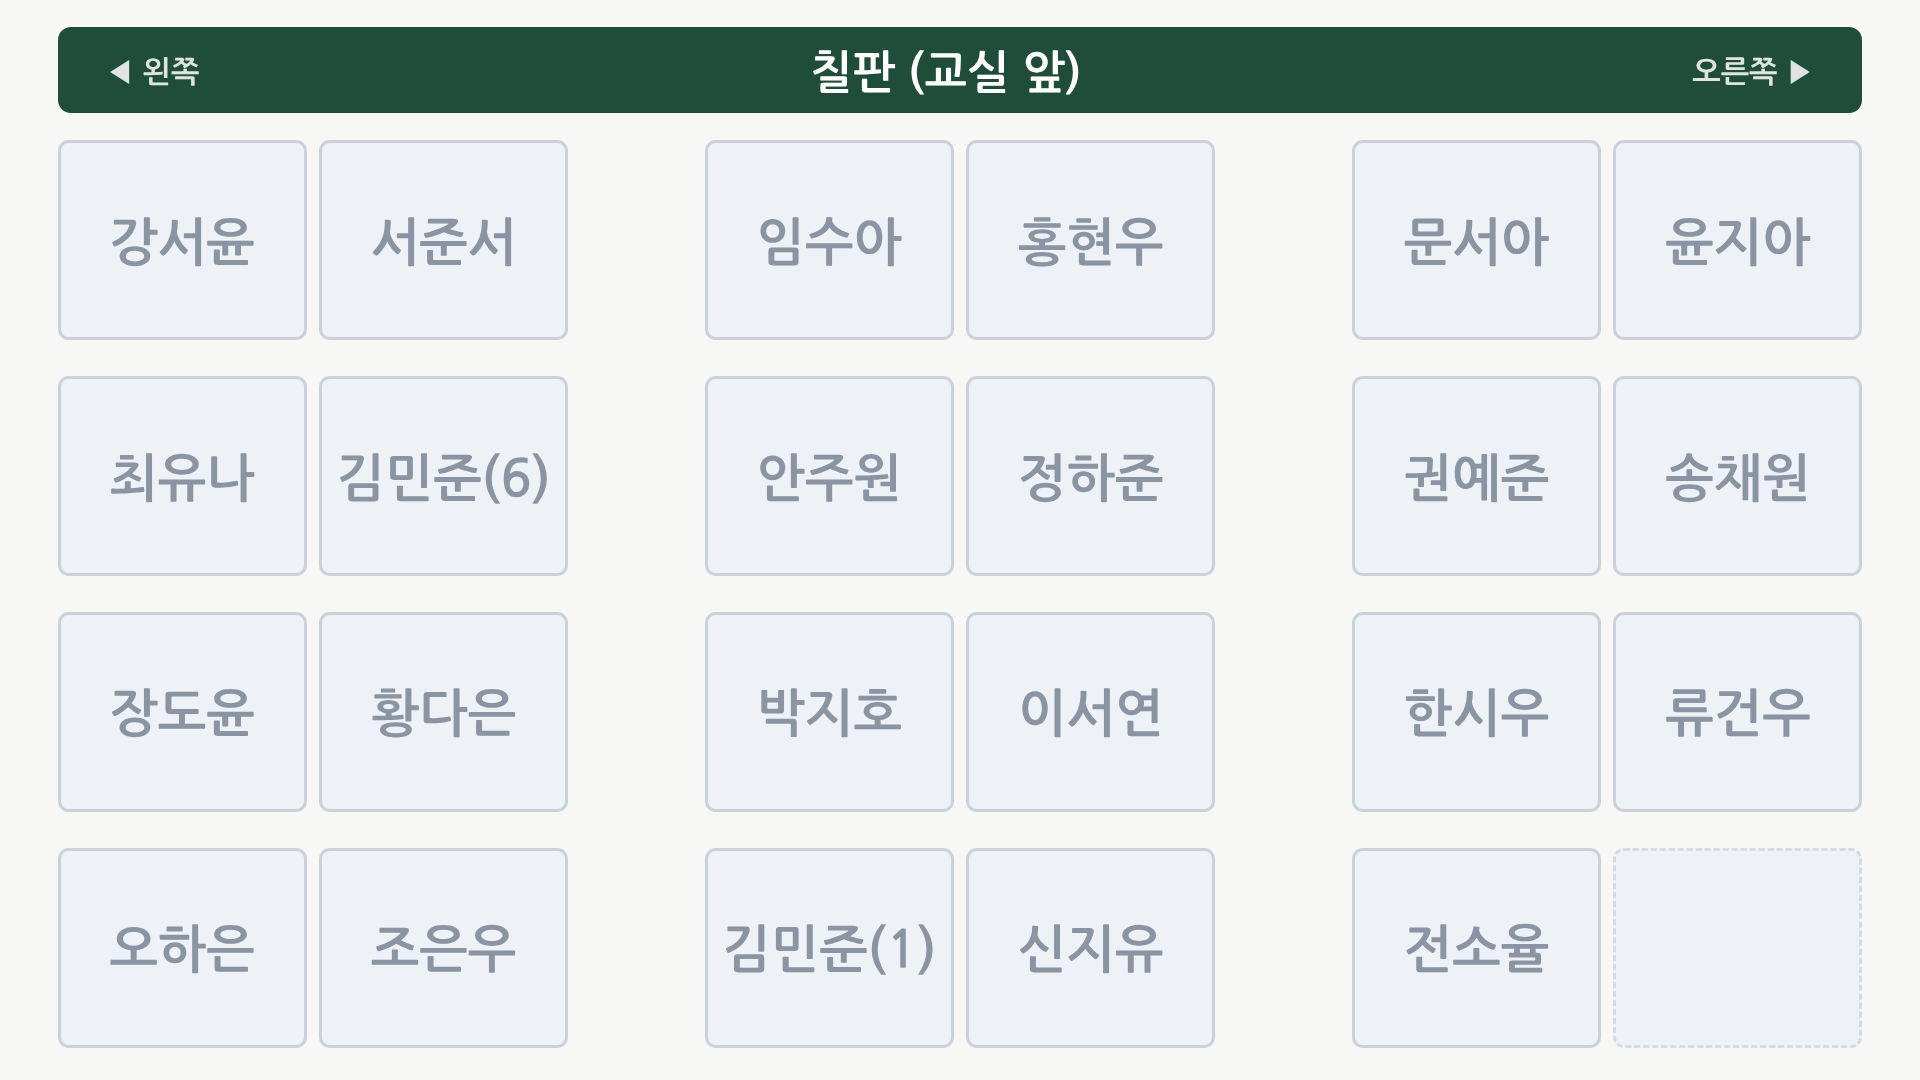 ◀ 왼쪽 칠판 (교실 앞) 오른쪽 ▶
강서윤 서준서 임수아 홍현우 문서아 윤지아
최유나 김민준(6) 안주원 정하준 권예준 송채원
장도윤 황다은 박지호 이서연 한시우 류건우
오하은 조은우 김민준(1) 신지유 전소율